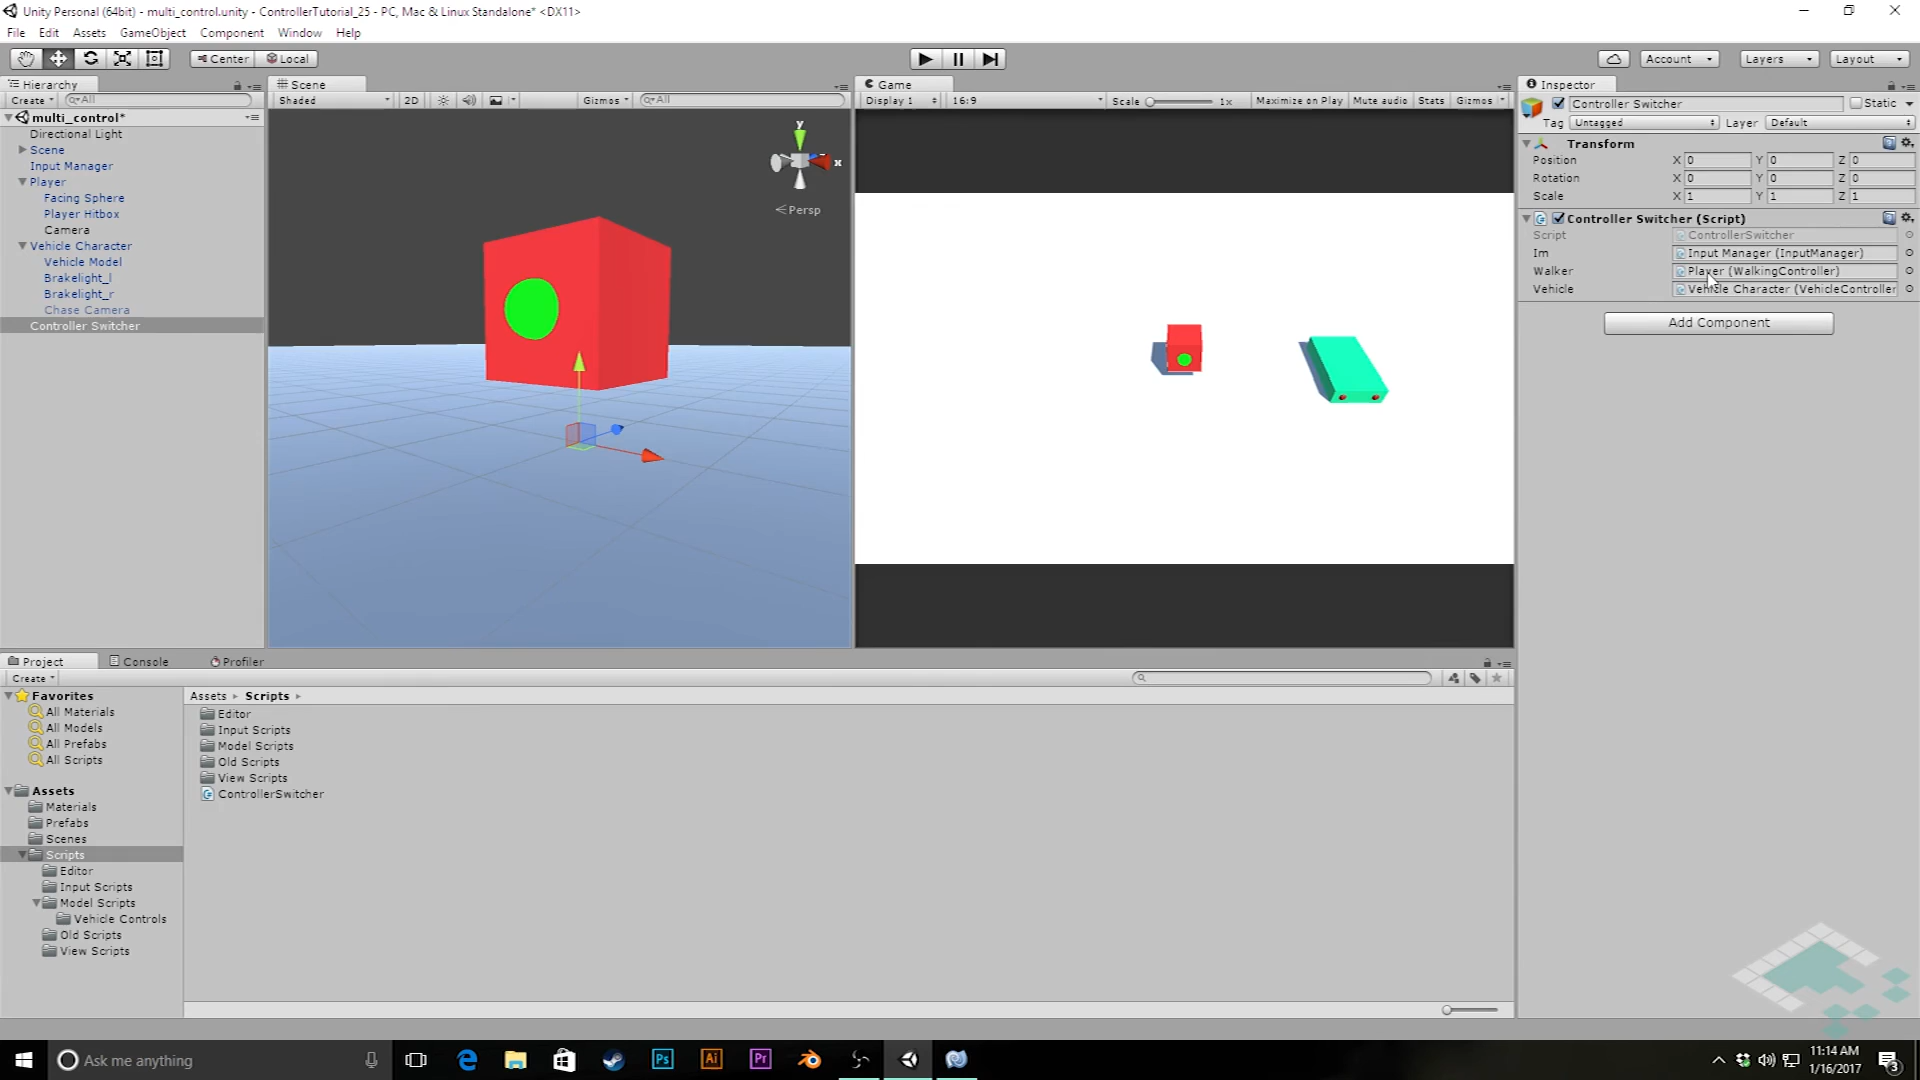 Unity Personal (64bit) - multi_control.unity - ControllerTutorial_25 - PC, Mac & Linux Standalone* <DX11>
File Edit Assets GameObject Component Window Help
Center Local Account Layers Layout
Hierarchy
Create All
multi_control*
Directional Light
Scene
Input Manager
Player
Facing Sphere
Player Hitbox
Camera
Vehicle Character
Vehicle Model
Brakelight_l
Brakelight_r
Chase Camera
Controller Switcher
Scene
Shaded 2D Gizmos All
y
x
Persp
Game
Display 1 16:9 Scale 1x Maximize on Play Mute audio Stats Gizmos
Inspector
Controller Switcher Static
Tag Untagged Layer Default
Transform
Position X 0 Y 0 Z 0
Rotation X 0 Y 0 Z 0
Scale X 1 Y 1 Z 1
Controller Switcher (Script)
Script ControllerSwitcher
Im Input Manager (InputManager)
Walker Player (WalkingController)
Vehicle Vehicle Character (VehicleController
Add Component
Project Console Profiler
Create
Favorites
All Materials
All Models
All Prefabs
All Scripts
Assets
Materials
Prefabs
Scenes
Scripts
Editor
Input Scripts
Model Scripts
Vehicle Controls
Old Scripts
View Scripts
Assets Scripts
Editor
Input Scripts
Model Scripts
Old Scripts
View Scripts
ControllerSwitcher
Ask me anything
Ps
Ai
Pr
11:14 AM
1/16/2017
3